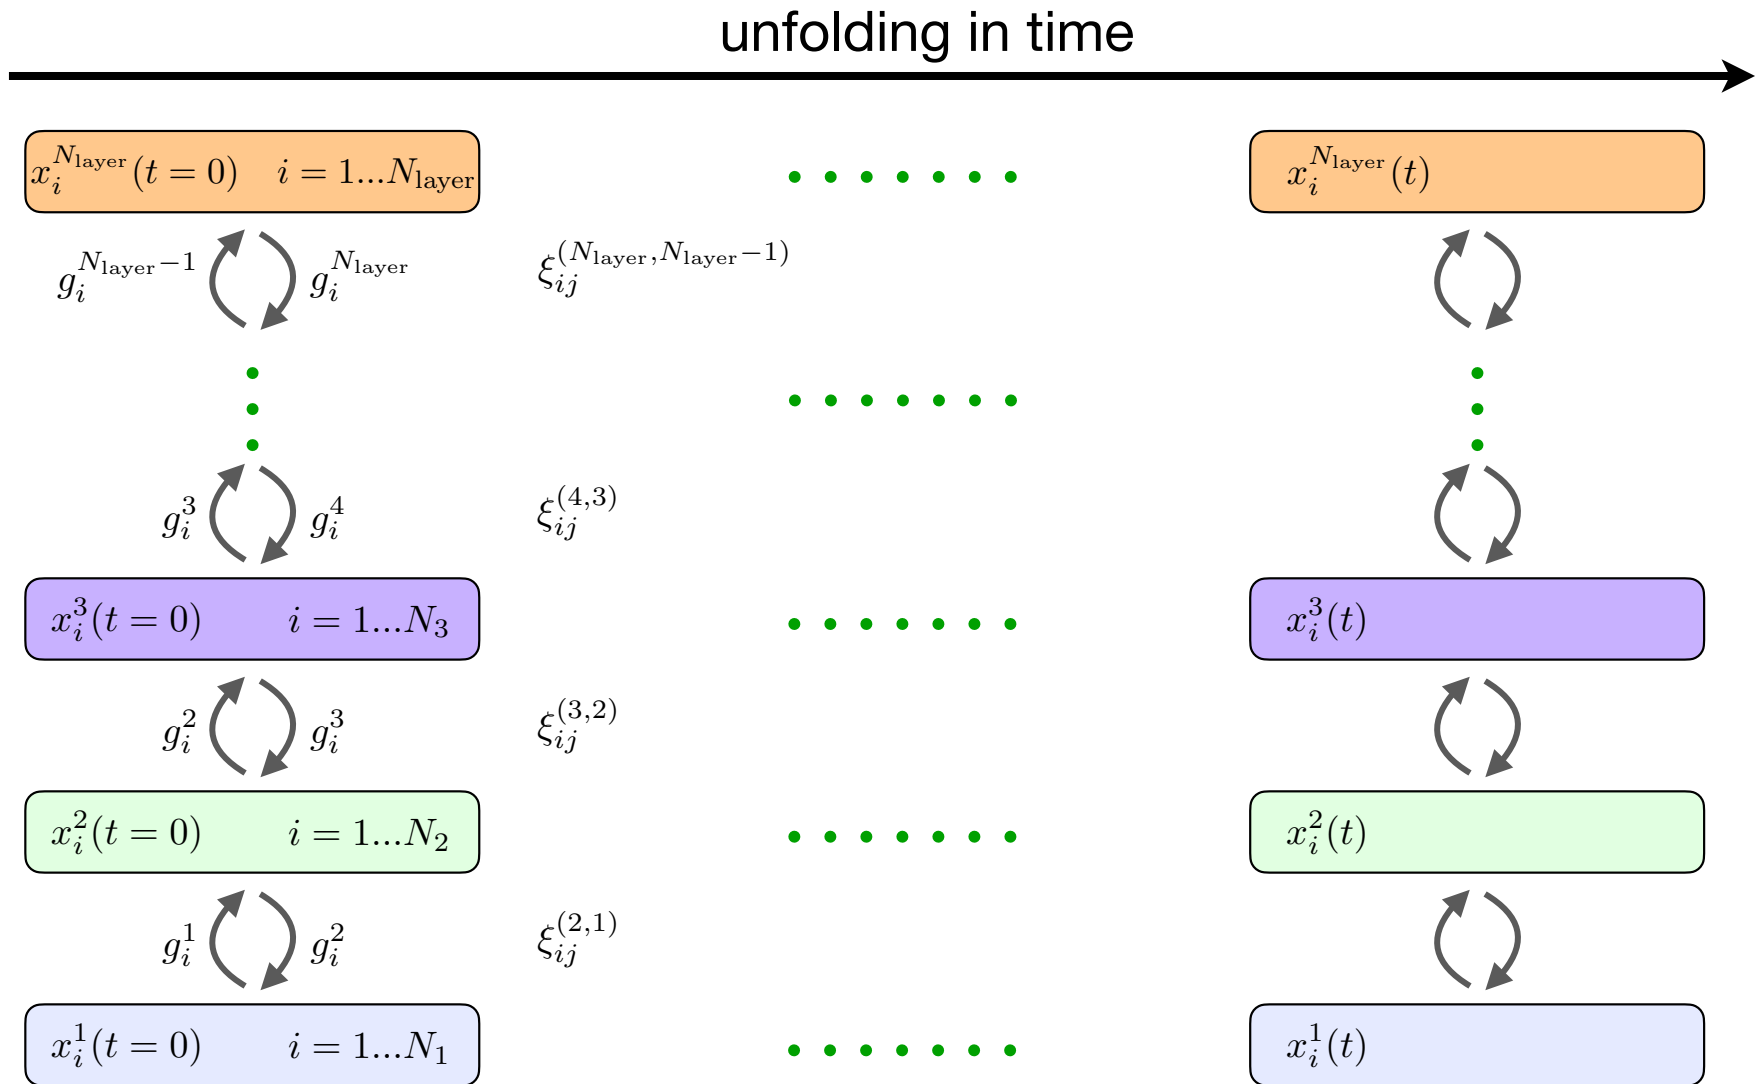 unfolding in time
x_i^{N_layer}(t = 0) i = 1...N_layer x_i^{N_layer}(t)
g_i^{N_layer−1} g_i^{N_layer} ξ_{ij}^{(N_layer,N_layer−1)}
g_i^3 g_i^4 ξ_{ij}^{(4,3)}
x_i^3(t = 0) i = 1...N_3 x_i^3(t)
g_i^2 g_i^3 ξ_{ij}^{(3,2)}
x_i^2(t = 0) i = 1...N_2 x_i^2(t)
g_i^1 g_i^2 ξ_{ij}^{(2,1)}
x_i^1(t = 0) i = 1...N_1 x_i^1(t)